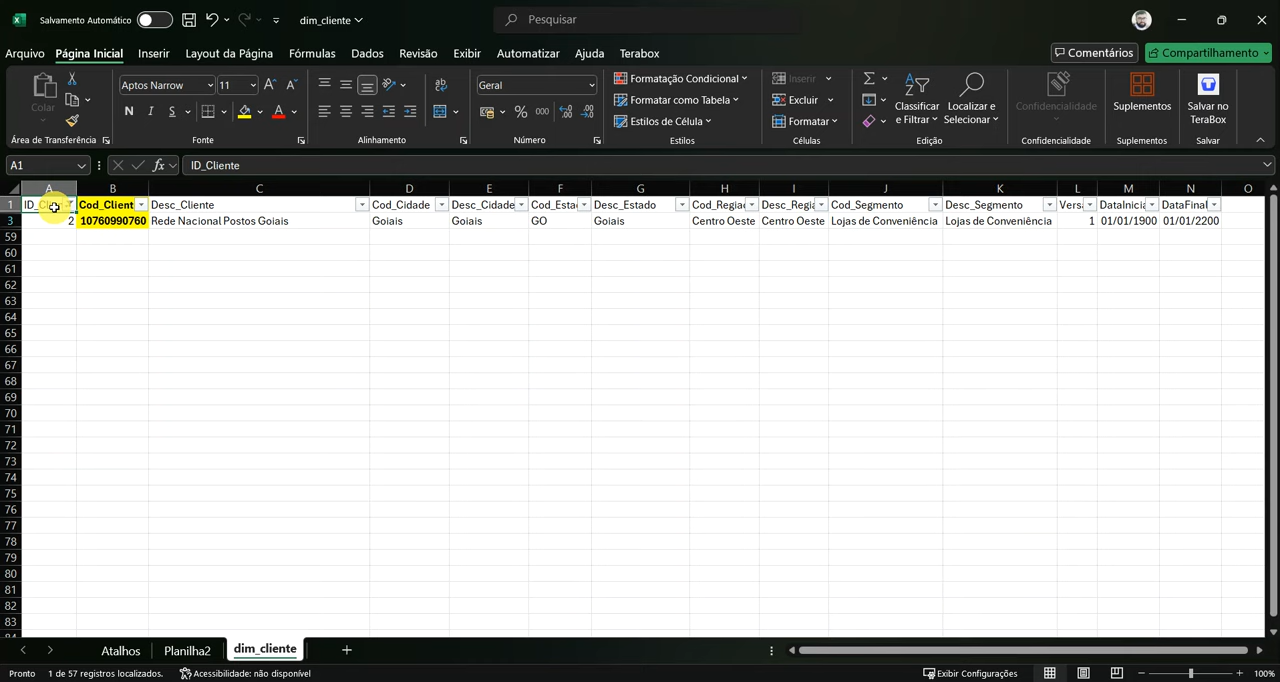 Salvamento Automático
dim_cliente
Pesquisar
Arquivo Página Inicial Inserir Layout da Página Fórmulas Dados Revisão Exibir Automatizar Ajuda Terabox
Comentários Compartilhamento
Colar
Área de Transferência
Aptos Narrow 11
N I S
Fonte
Alinhamento
Geral
% 000
Número
Formatação Condicional
Formatar como Tabela
Estilos de Célula
Estilos
Inserir
Excluir
Formatar
Células
Classificar e Filtrar
Localizar e Selecionar
Edição
Confidencialidade
Confidencialidade
Suplementos
Suplementos
Salvar no TeraBox
Salvar
A1 fx ID_Cliente
A B C D E F G H I J K L M N O
1 Cod_Client Desc_Cliente Cod_Cidade Desc_Cidade Cod_Esta Desc_Estado Cod_Regiao Desc_Regia Cod_Segmento Desc_Segmento Versa DataInicia DataFinal
3 2 10760990760 Rede Nacional Postos Goiais Goiais Goiais GO Goiais Centro Oeste Centro Oeste Lojas de Conveniência Lojas de Conveniência 1 01/01/1900 01/01/2200
59
60
61
62
63
64
65
66
67
68
69
70
71
72
73
74
75
76
77
78
79
80
81
82
83
84
Atalhos Planilha2 dim_cliente
Pronto 1 de 57 registros localizados. Acessibilidade: não disponível Exibir Configurações 100%